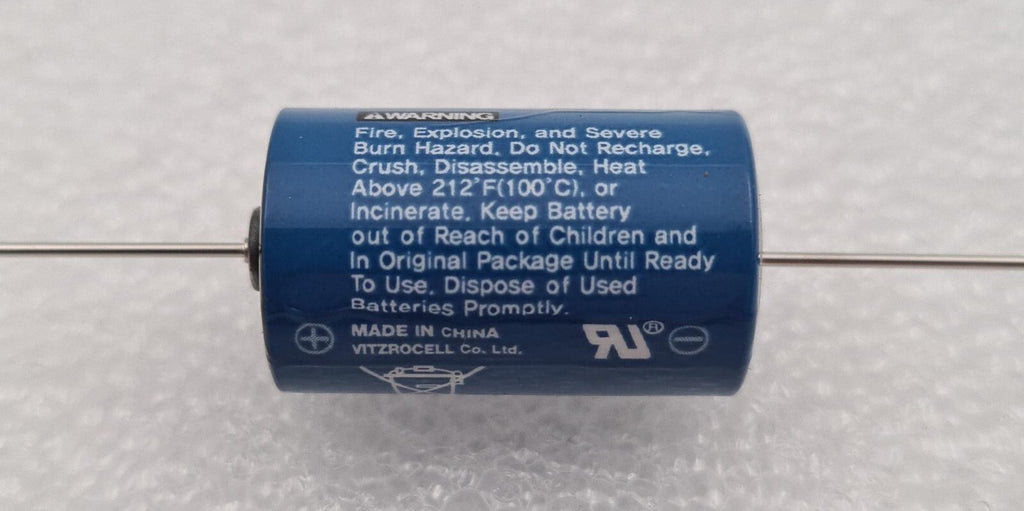 ⚠WARNING
Fire, Explosion, and Severe
Burn Hazard. Do Not Recharge,
Crush, Disassemble, Heat
Above 212°F(100°C), or
Incinerate. Keep Battery
out of Reach of Children and
In Original Package Until Ready
To Use. Dispose of Used
Batteries Promptly.
MADE IN CHINA
VITZROCELL Co. Ltd.
RU®